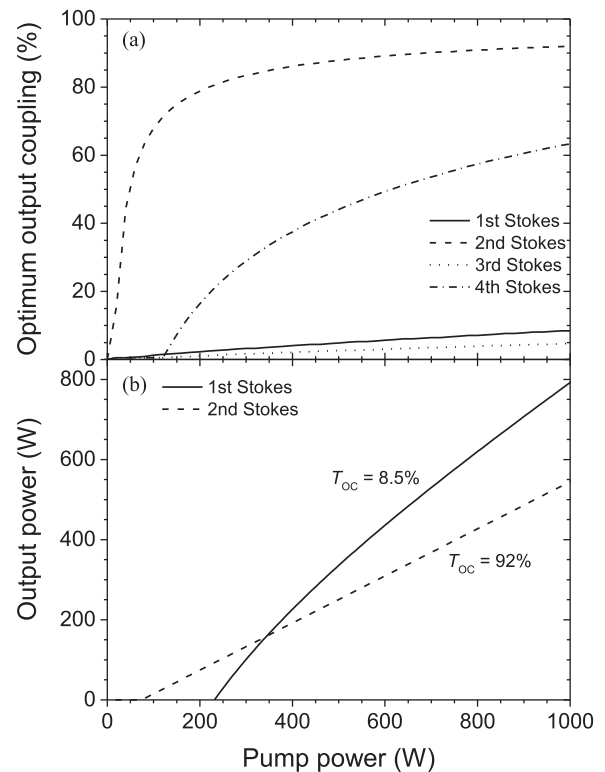 Optimum output coupling (%)
100
80
60
40
20
0
(a)
1st Stokes
2nd Stokes
3rd Stokes
4th Stokes
Output power (W)
800
600
400
200
0
(b)
1st Stokes
2nd Stokes
TOC = 8.5%
TOC = 92%
0 200 400 600 800 1000
Pump power (W)